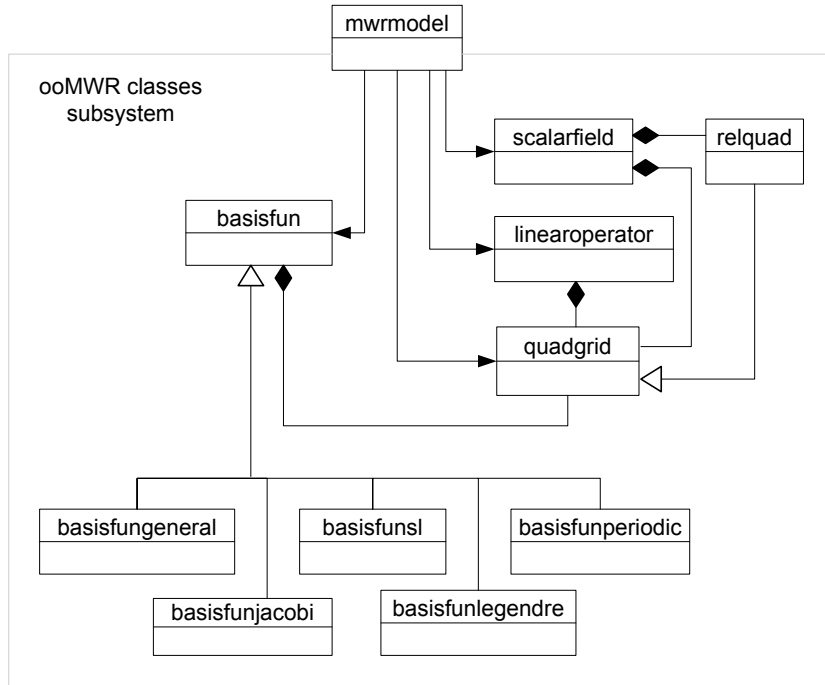 mwrmodel
ooMWR classes
subsystem
scalarfield
relquad
basisfun
linearoperator
quadgrid
basisfungeneral
basisfunsl
basisfunperiodic
basisfunjacobi
basisfunlegendre